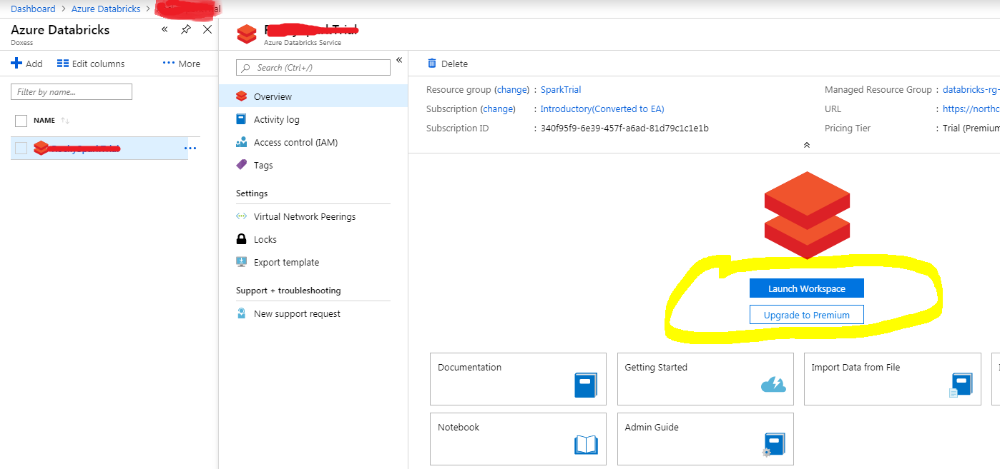 Dashboard > Azure Databricks >
Azure Databricks
Doxess
Add Edit columns More
Filter by name...
NAME
Azure Databricks Service
Search (Ctrl+/)
Overview
Activity log
Access control (IAM)
Tags
Settings
Virtual Network Peerings
Locks
Export template
Support + troubleshooting
New support request
Delete
Resource group (change) : SparkTrial
Subscription (change) : Introductory(Converted to EA)
Subscription ID : 340f95f9-6e39-457f-a6ad-81d79c1c1e1b
Managed Resource Group : databricks-rg-
URL : https://northc
Pricing Tier : Trial (Premium
Launch Workspace
Upgrade to Premium
Documentation
Getting Started
Import Data from File
Notebook
Admin Guide